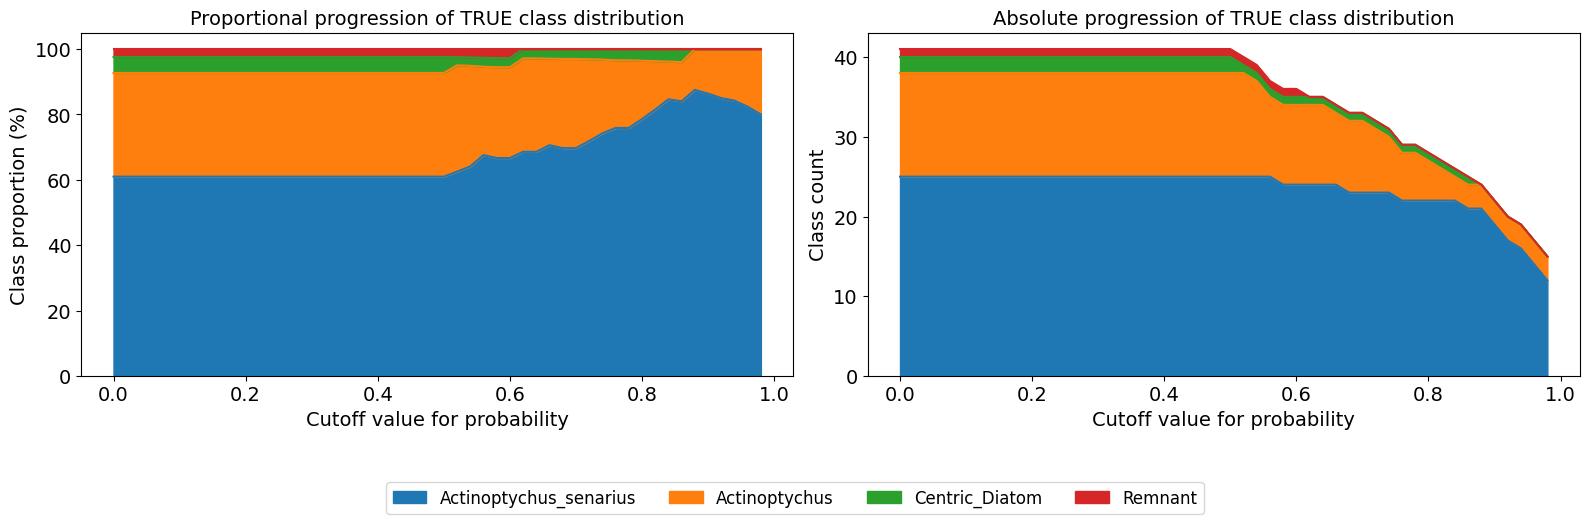 Proportional progression of TRUE class distribution
Class proportion (%)
100
80
60
40
20
0
0.0 0.2 0.4 0.6 0.8 1.0
Cutoff value for probability
Absolute progression of TRUE class distribution
Class count
40
30
20
10
0
0.0 0.2 0.4 0.6 0.8 1.0
Cutoff value for probability
Actinoptychus_senarius Actinoptychus Centric_Diatom Remnant